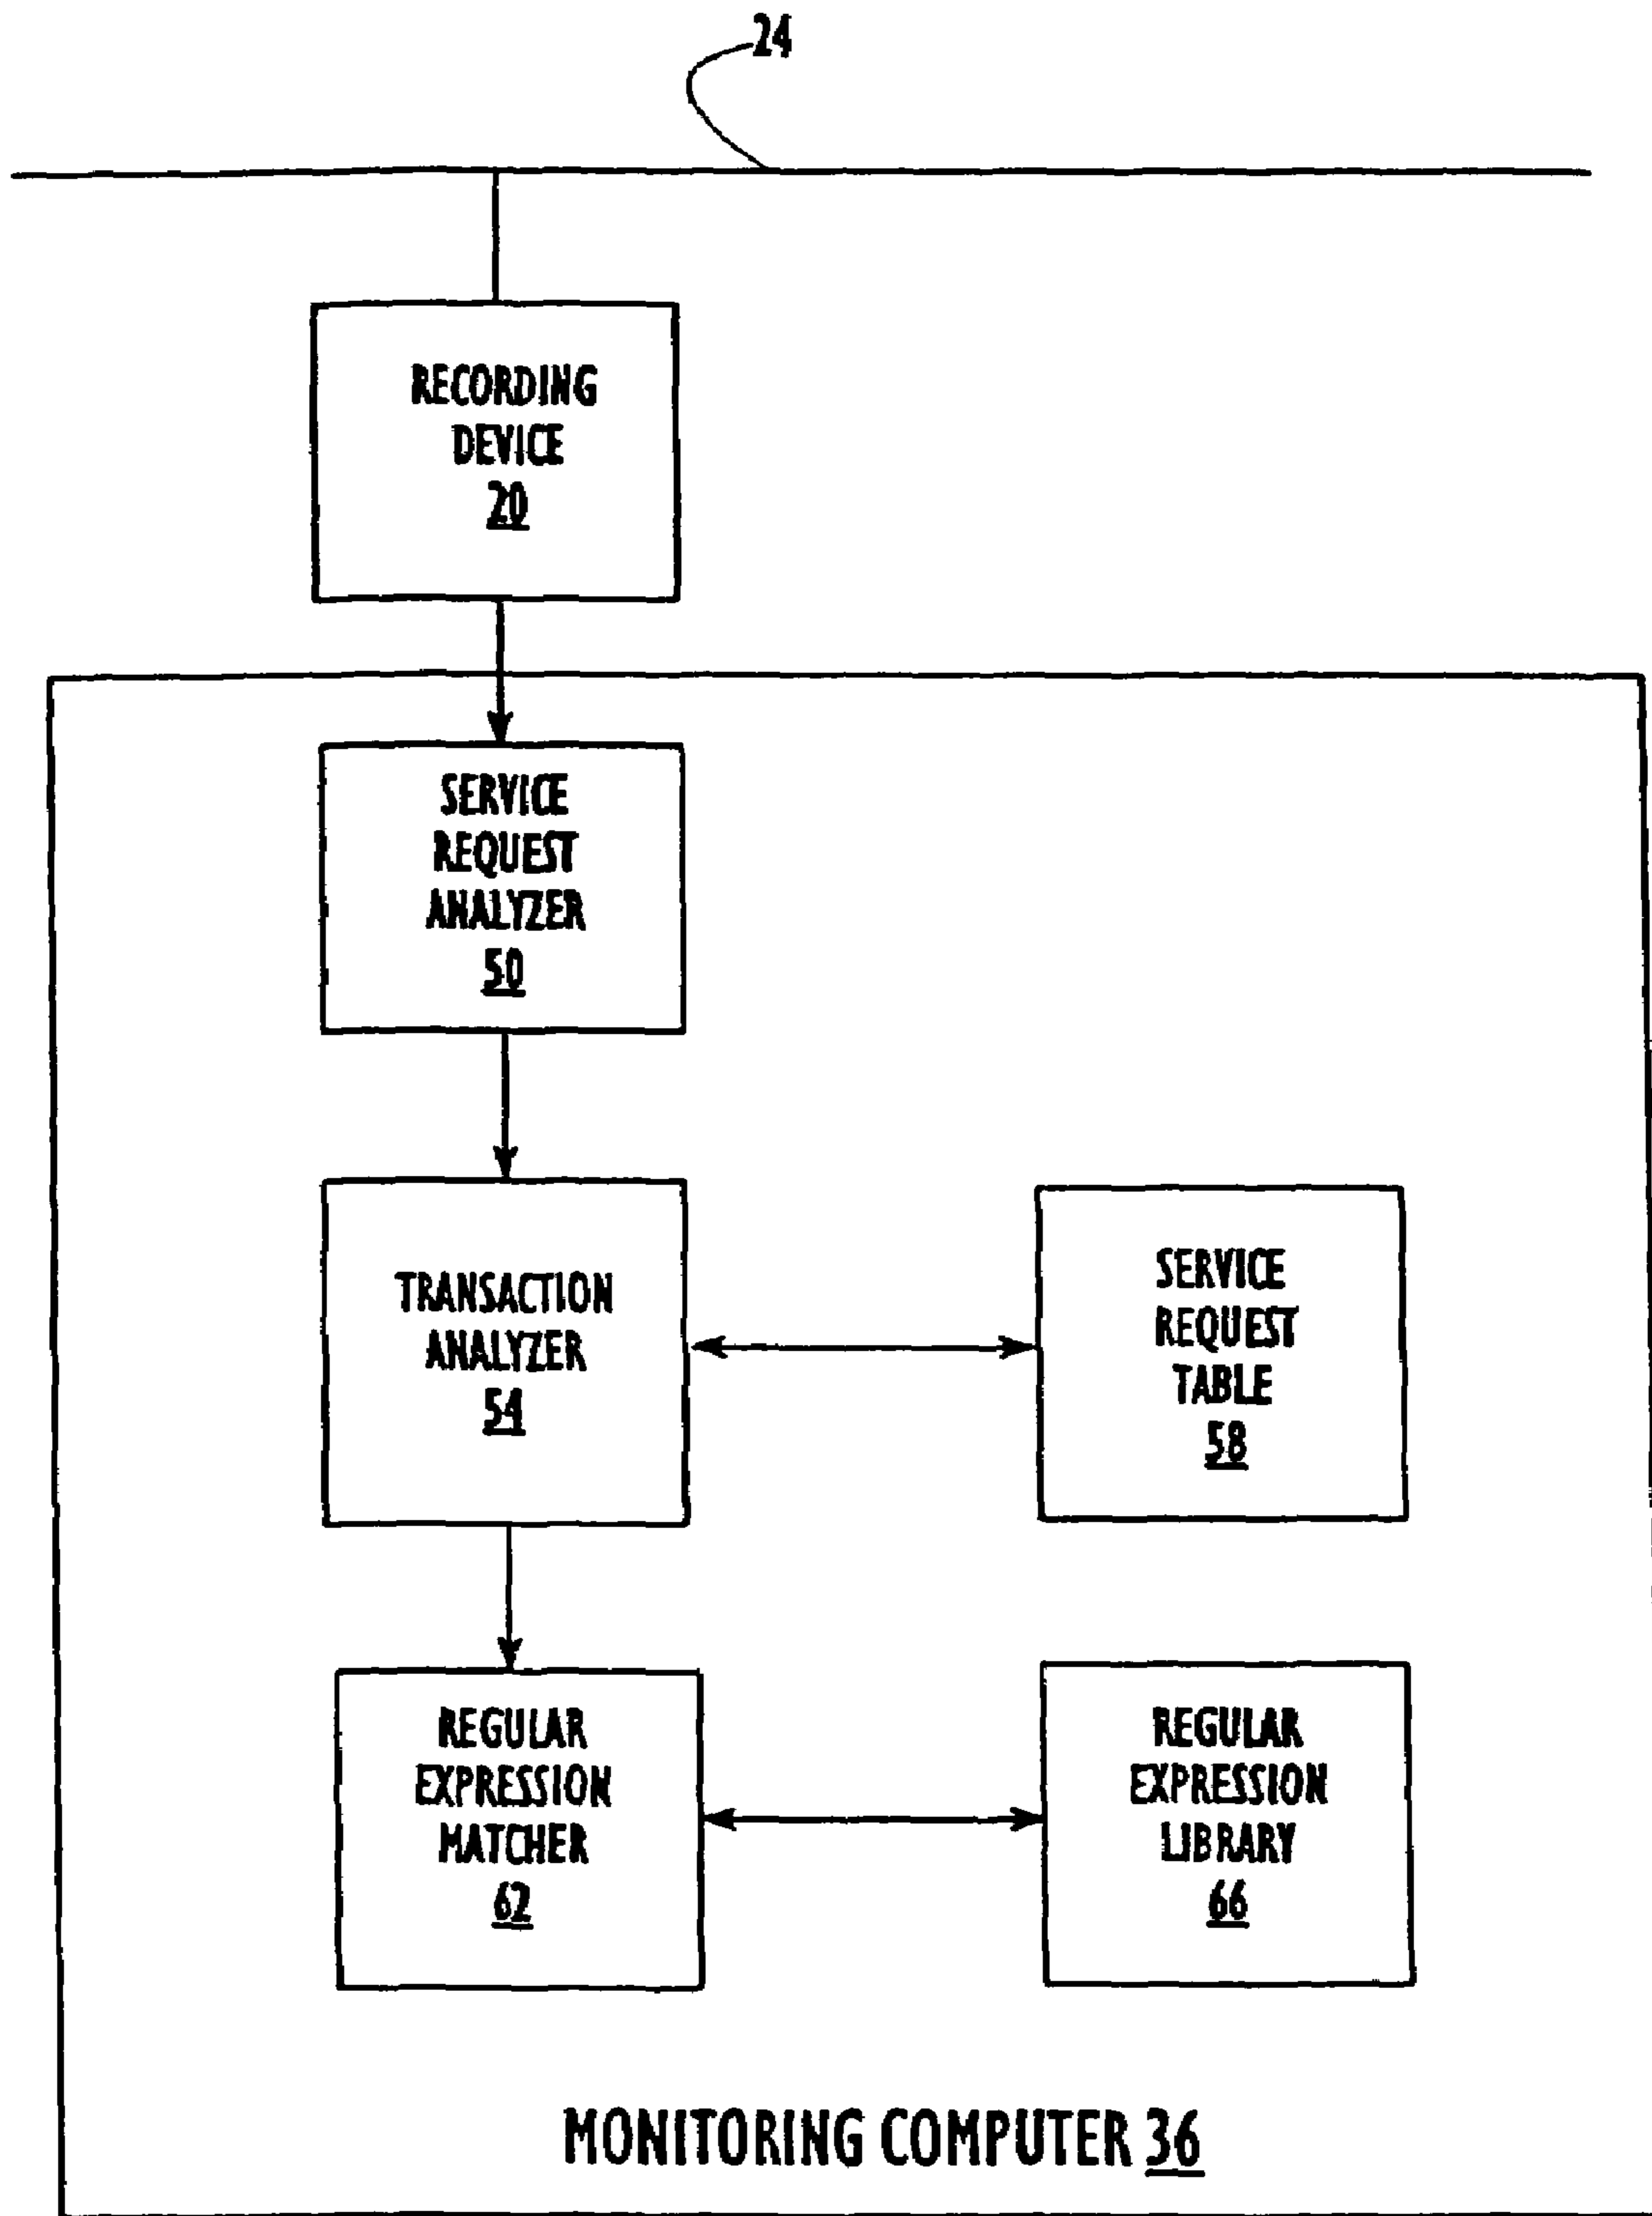 24
RECORDING
DEVICE
20
SERVICE
REQUEST
ANALYZER
50
TRANSACTION
ANALYZER
54
SERVICE
REQUEST
TABLE
58
REGULAR
EXPRESSION
MATCHER
62
REGULAR
EXPRESSION
LIBRARY
66
MONITORING COMPUTER 36